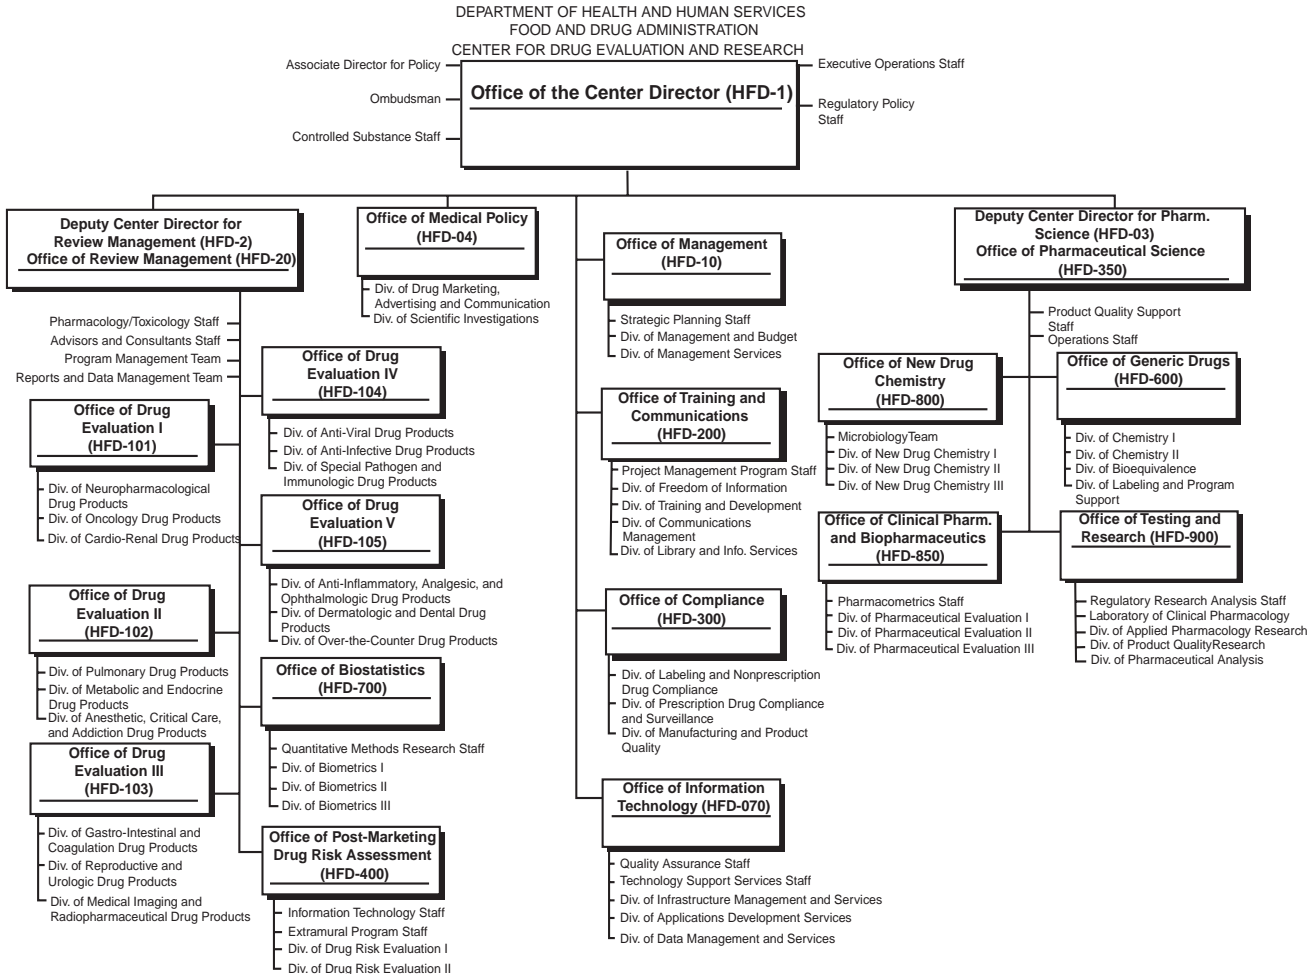 DEPARTMENT OF HEALTH AND HUMAN SERVICES
FOOD AND DRUG ADMINISTRATION
CENTER FOR DRUG EVALUATION AND RESEARCH
Associate Director for Policy
Ombudsman
Controlled Substance Staff
Office of the Center Director (HFD-1)
Executive Operations Staff
Regulatory Policy
Staff
Deputy Center Director for
Review Management (HFD-2)
Office of Review Management (HFD-20)
Pharmacology/Toxicology Staff
Advisors and Consultants Staff
Program Management Team
Reports and Data Management Team
Office of Drug
Evaluation I
(HFD-101)
Div. of Neuropharmacological
Drug Products
Div. of Oncology Drug Products
Div. of Cardio-Renal Drug Products
Office of Drug
Evaluation II
(HFD-102)
Div. of Pulmonary Drug Products
Div. of Metabolic and Endocrine
Drug Products
Div. of Anesthetic, Critical Care,
and Addiction Drug Products
Office of Drug
Evaluation III
(HFD-103)
Div. of Gastro-Intestinal and
Coagulation Drug Products
Div. of Reproductive and
Urologic Drug Products
Div. of Medical Imaging and
Radiopharmaceutical Drug Products
Office of Drug
Evaluation IV
(HFD-104)
Div. of Anti-Viral Drug Products
Div. of Anti-Infective Drug Products
Div. of Special Pathogen and
Immunologic Drug Products
Office of Drug
Evaluation V
(HFD-105)
Div. of Anti-Inflammatory, Analgesic, and
Ophthalmologic Drug Products
Div. of Dermatologic and Dental Drug
Products
Div. of Over-the-Counter Drug Products
Office of Biostatistics
(HFD-700)
Quantitative Methods Research Staff
Div. of Biometrics I
Div. of Biometrics II
Div. of Biometrics III
Office of Post-Marketing
Drug Risk Assessment
(HFD-400)
Information Technology Staff
Extramural Program Staff
Div. of Drug Risk Evaluation I
Div. of Drug Risk Evaluation II
Office of Medical Policy
(HFD-04)
Div. of Drug Marketing,
Advertising and Communication
Div. of Scientific Investigations
Office of Management
(HFD-10)
Strategic Planning Staff
Div. of Management and Budget
Div. of Management Services
Office of Training and
Communications
(HFD-200)
Project Management Program Staff
Div. of Freedom of Information
Div. of Training and Development
Div. of Communications
Management
Div. of Library and Info. Services
Office of Compliance
(HFD-300)
Div. of Labeling and Nonprescription
Drug Compliance
Div. of Prescription Drug Compliance
and Surveillance
Div. of Manufacturing and Product
Quality
Office of Information
Technology (HFD-070)
Quality Assurance Staff
Technology Support Services Staff
Div. of Infrastructure Management and Services
Div. of Applications Development Services
Div. of Data Management and Services
Deputy Center Director for Pharm.
Science (HFD-03)
Office of Pharmaceutical Science
(HFD-350)
Product Quality Support
Staff
Operations Staff
Office of New Drug
Chemistry
(HFD-800)
MicrobiologyTeam
Div. of New Drug Chemistry I
Div. of New Drug Chemistry II
Div. of New Drug Chemistry III
Office of Generic Drugs
(HFD-600)
Div. of Chemistry I
Div. of Chemistry II
Div. of Bioequivalence
Div. of Labeling and Program
Support
Office of Clinical Pharm.
and Biopharmaceutics
(HFD-850)
Pharmacometrics Staff
Div. of Pharmaceutical Evaluation I
Div. of Pharmaceutical Evaluation II
Div. of Pharmaceutical Evaluation III
Office of Testing and
Research (HFD-900)
Regulatory Research Analysis Staff
Laboratory of Clinical Pharmacology
Div. of Applied Pharmacology Research
Div. of Product QualityResearch
Div. of Pharmaceutical Analysis